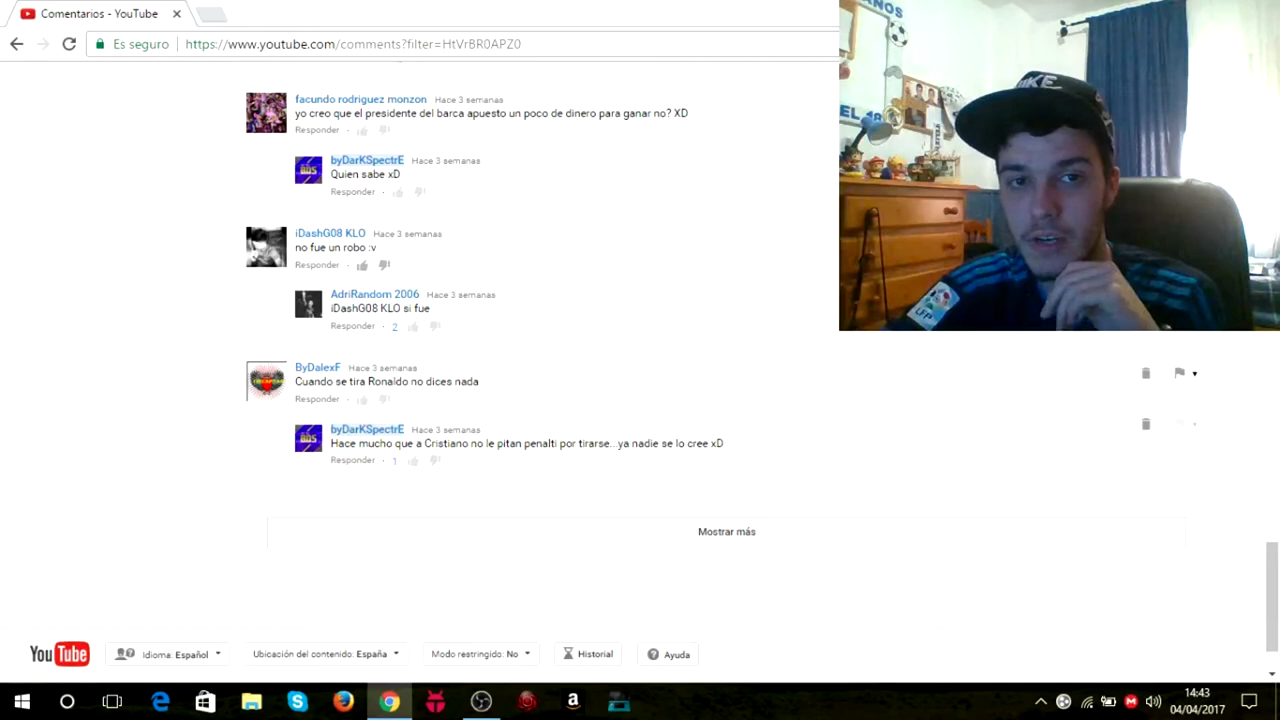 Comentarios - YouTube
Es seguro
https://www.youtube.com/comments?filter=HtVrBR0APZ0
facundo rodriguez monzon Hace 3 semanas
yo creo que el presidente del barca apuesto un poco de dinero para ganar no? XD
Responder
byDarKSpectrE Hace 3 semanas
Quien sabe xD
Responder
iDashG08 KLO Hace 3 semanas
no fue un robo :v
Responder
AdriRandom 2006 Hace 3 semanas
iDashG08 KLO si fue
Responder · 2
ByDalexF Hace 3 semanas
Cuando se tira Ronaldo no dices nada
Responder
byDarKSpectrE Hace 3 semanas
Hace mucho que a Cristiano no le pitan penalti por tirarse...ya nadie se lo cree xD
Responder · 1
Mostrar más
YouTube
Idioma: Español
Ubicación del contenido: España
Modo restringido: No
Historial
Ayuda
14:43
04/04/2017
BDS
BDS
LFP